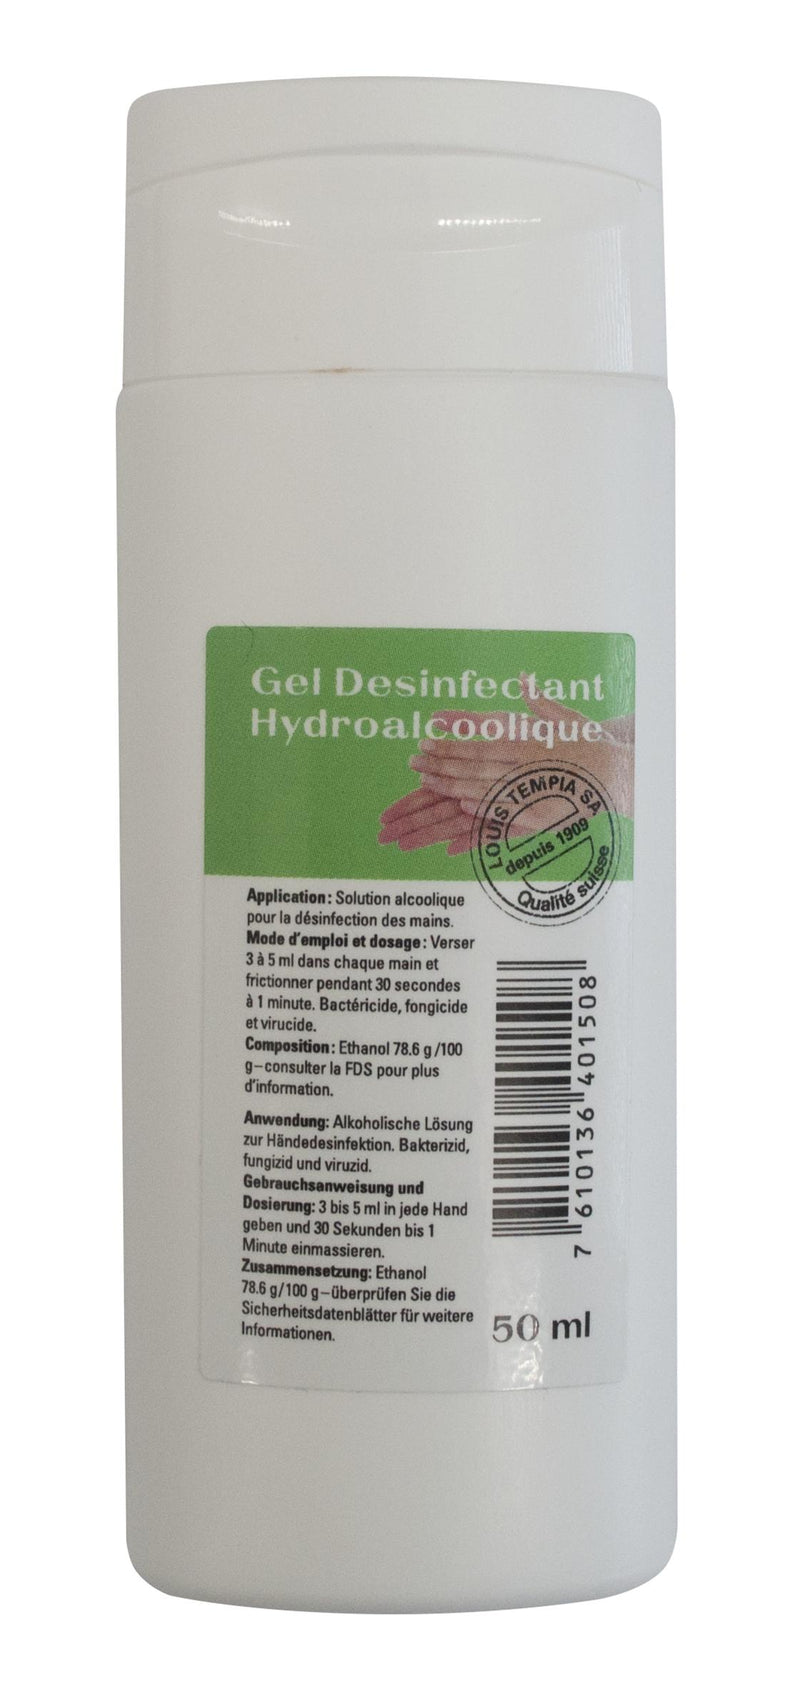 Gel Desinfectant
Hydroalcoolique
LOUIS TEMPIA SA
depuis 1909
Qualité suisse
Application: Solution alcoolique
pour la désinfection des mains.
Mode d'emploi et dosage: Verser
3 à 5 ml dans chaque main et
frictionner pendant 30 secondes
à 1 minute. Bactéricide, fongicide
et virucide.
Composition: Ethanol 78.6 g/100
g–consulter la FDS pour plus
d'information.
Anwendung: Alkoholische Lösung
zur Händedesinfektion. Bakterizid,
fungizid und viruzid.
Gebrauchsanweisung und
Dosierung: 3 bis 5 ml in jede Hand
geben und 30 Sekunden bis 1
Minute einmassieren.
Zusammensetzung: Ethanol
78.6 g/100 g–überprüfen Sie die
Sicherheitsdatenblätter für weitere
Informationen.
7 610136 401508
50 ml